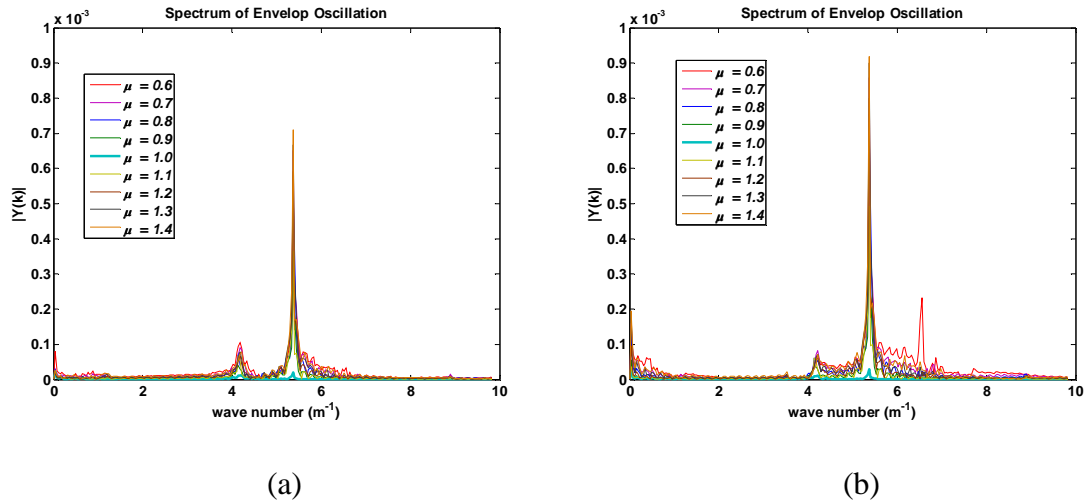 Spectrum of Envelop Oscillation
x 10⁻³
1
0.9
0.8
0.7
0.6
0.5
0.4
0.3
0.2
0.1
0
|Y(k)|
μ = 0.6
μ = 0.7
μ = 0.8
μ = 0.9
μ = 1.0
μ = 1.1
μ = 1.2
μ = 1.3
μ = 1.4
0 2 4 6 8 10
wave number (m⁻¹)
(a)
Spectrum of Envelop Oscillation
x 10⁻³
1
0.9
0.8
0.7
0.6
0.5
0.4
0.3
0.2
0.1
0
|Y(k)|
μ = 0.6
μ = 0.7
μ = 0.8
μ = 0.9
μ = 1.0
μ = 1.1
μ = 1.2
μ = 1.3
μ = 1.4
0 2 4 6 8 10
wave number (m⁻¹)
(b)